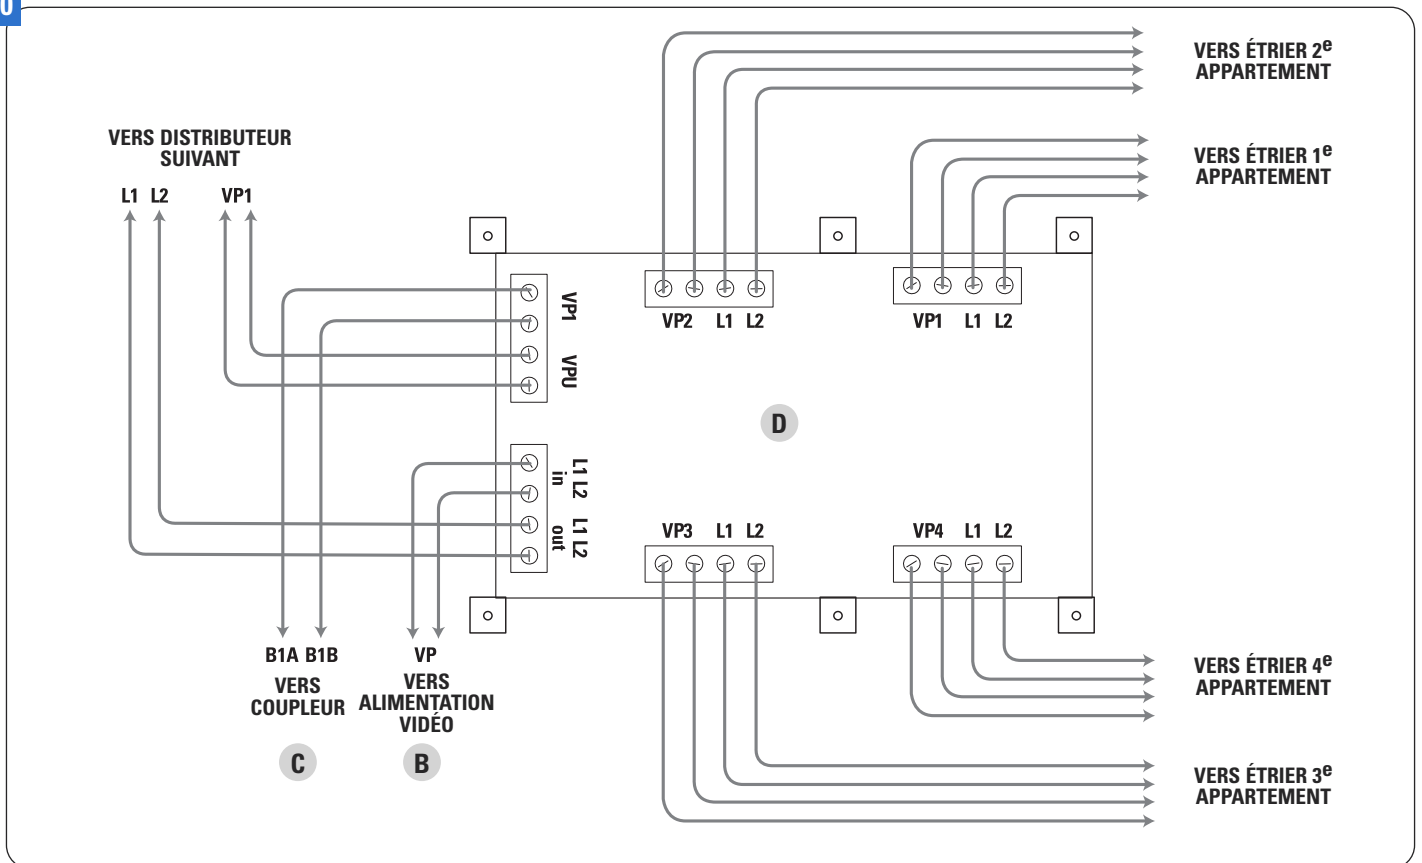 0
VERS ÉTRIER 2e
APPARTEMENT
VERS DISTRIBUTEUR
SUIVANT
VERS ÉTRIER 1e
APPARTEMENT
L1 L2 VP1
VP1
VPU
VP2 L1 L2
VP1 L1 L2
D
L1 L2
in
L1 L2
out
VP3 L1 L2
VP4 L1 L2
B1A B1B
VERS
COUPLEUR
VP
VERS
ALIMENTATION
VIDÉO
C
B
VERS ÉTRIER 4e
APPARTEMENT
VERS ÉTRIER 3e
APPARTEMENT